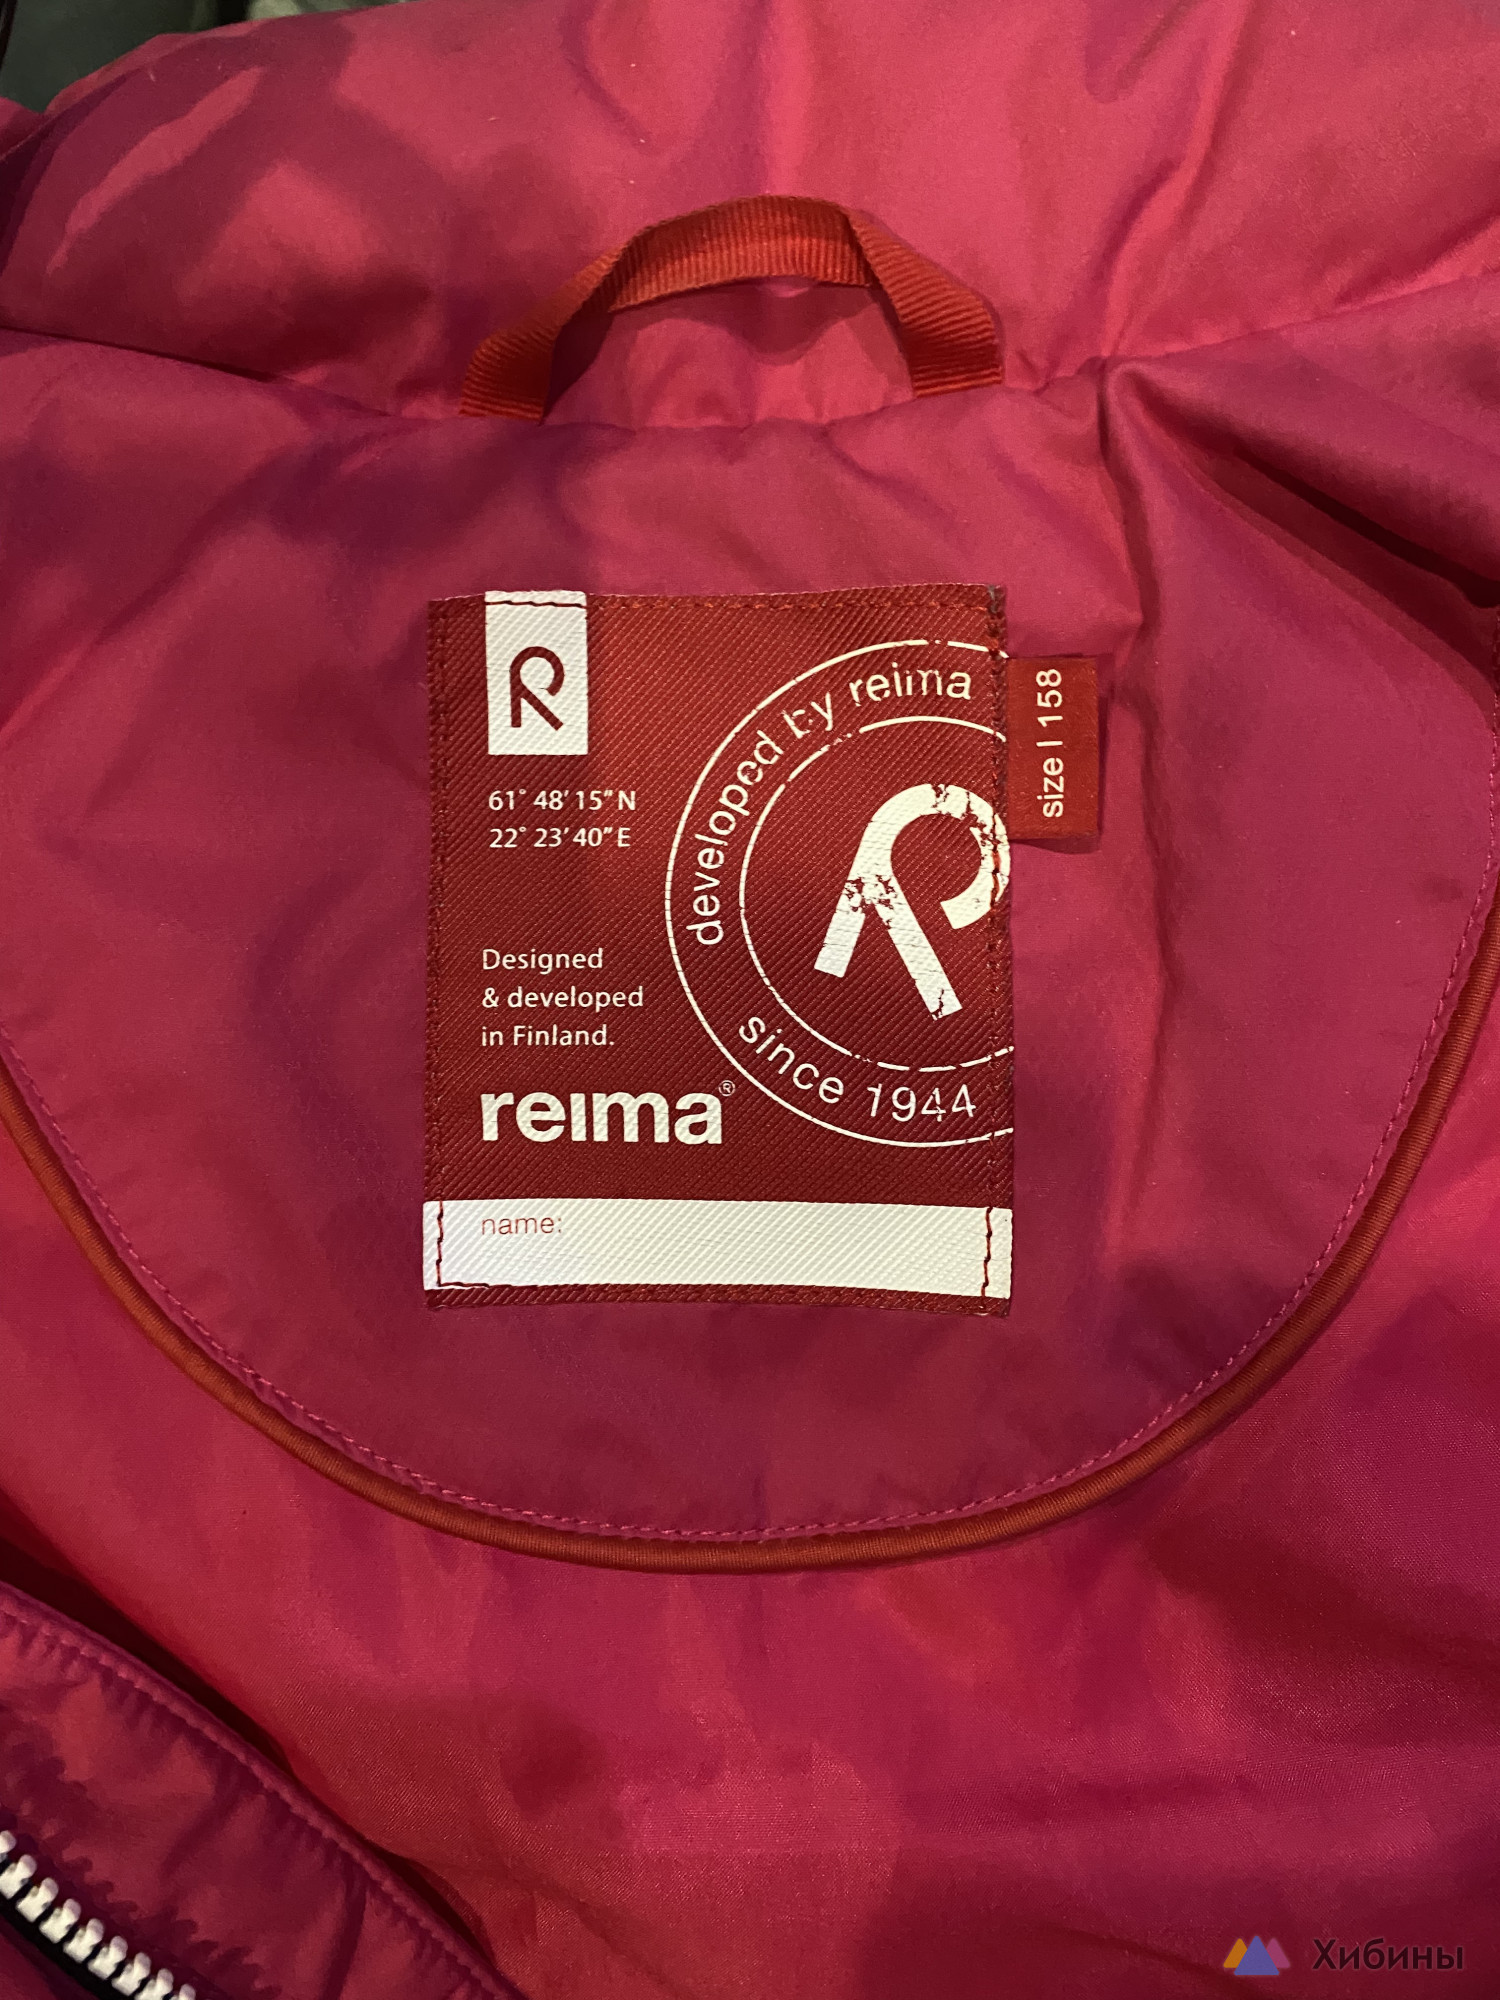 R
61° 48' 15" N
22° 23' 40" E
Designed
& developed
in Finland.
reima®
name:
developed by reima
R
since 1944
size | 158
Хибины